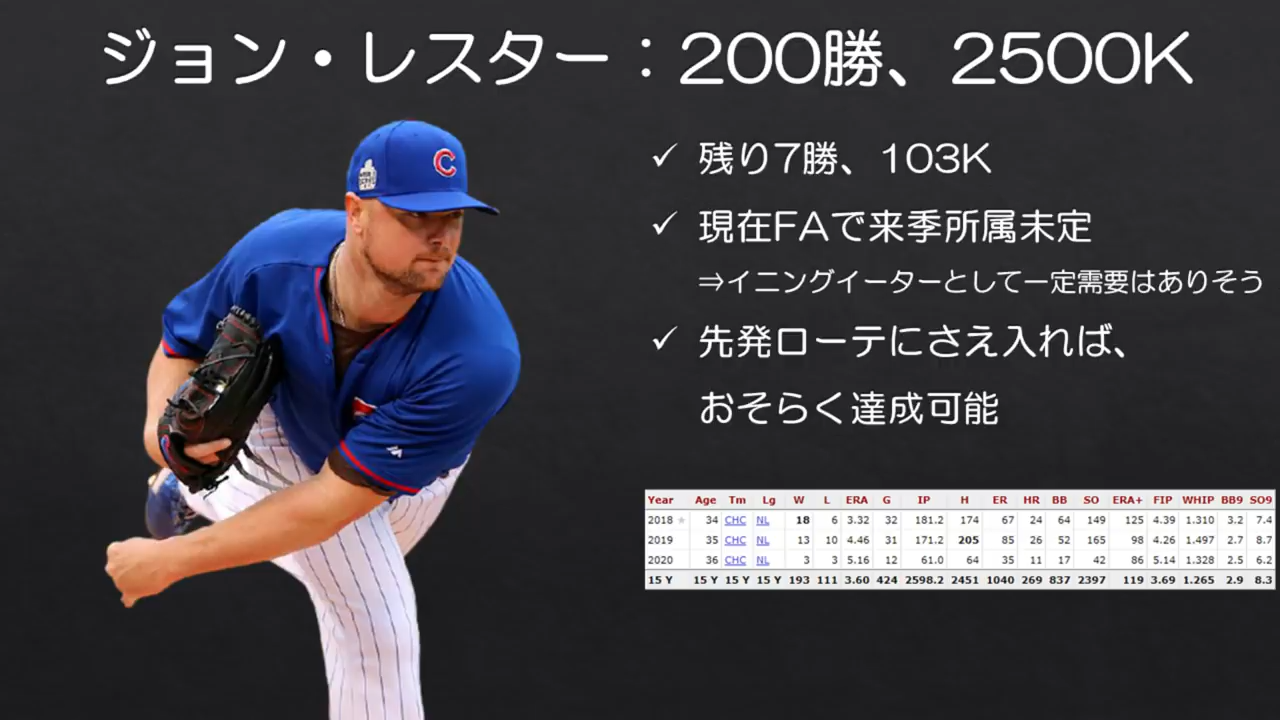 ジョン・レスター：200勝、2500K
✓ 残り7勝、103K
✓ 現在FAで来季所属未定
⇒イニングイーターとして一定需要はありそう
✓ 先発ローテにさえ入れば、
おそらく達成可能
C
Year Age Tm Lg W L ERA G IP H ER HR BB SO ERA+ FIP WHIP BB9 SO9
2018 ★ 34 CHC NL 18 6 3.32 32 181.2 174 67 24 64 149 125 4.39 1.310 3.2 7.4
2019 35 CHC NL 13 10 4.46 31 171.2 205 85 26 52 165 98 4.26 1.497 2.7 8.7
2020 36 CHC NL 3 3 5.16 12 61.0 64 35 11 17 42 86 5.14 1.328 2.5 6.2
15 Y 15 Y 15 Y 15 Y 193 111 3.60 424 2598.2 2451 1040 269 837 2397 119 3.69 1.265 2.9 8.3